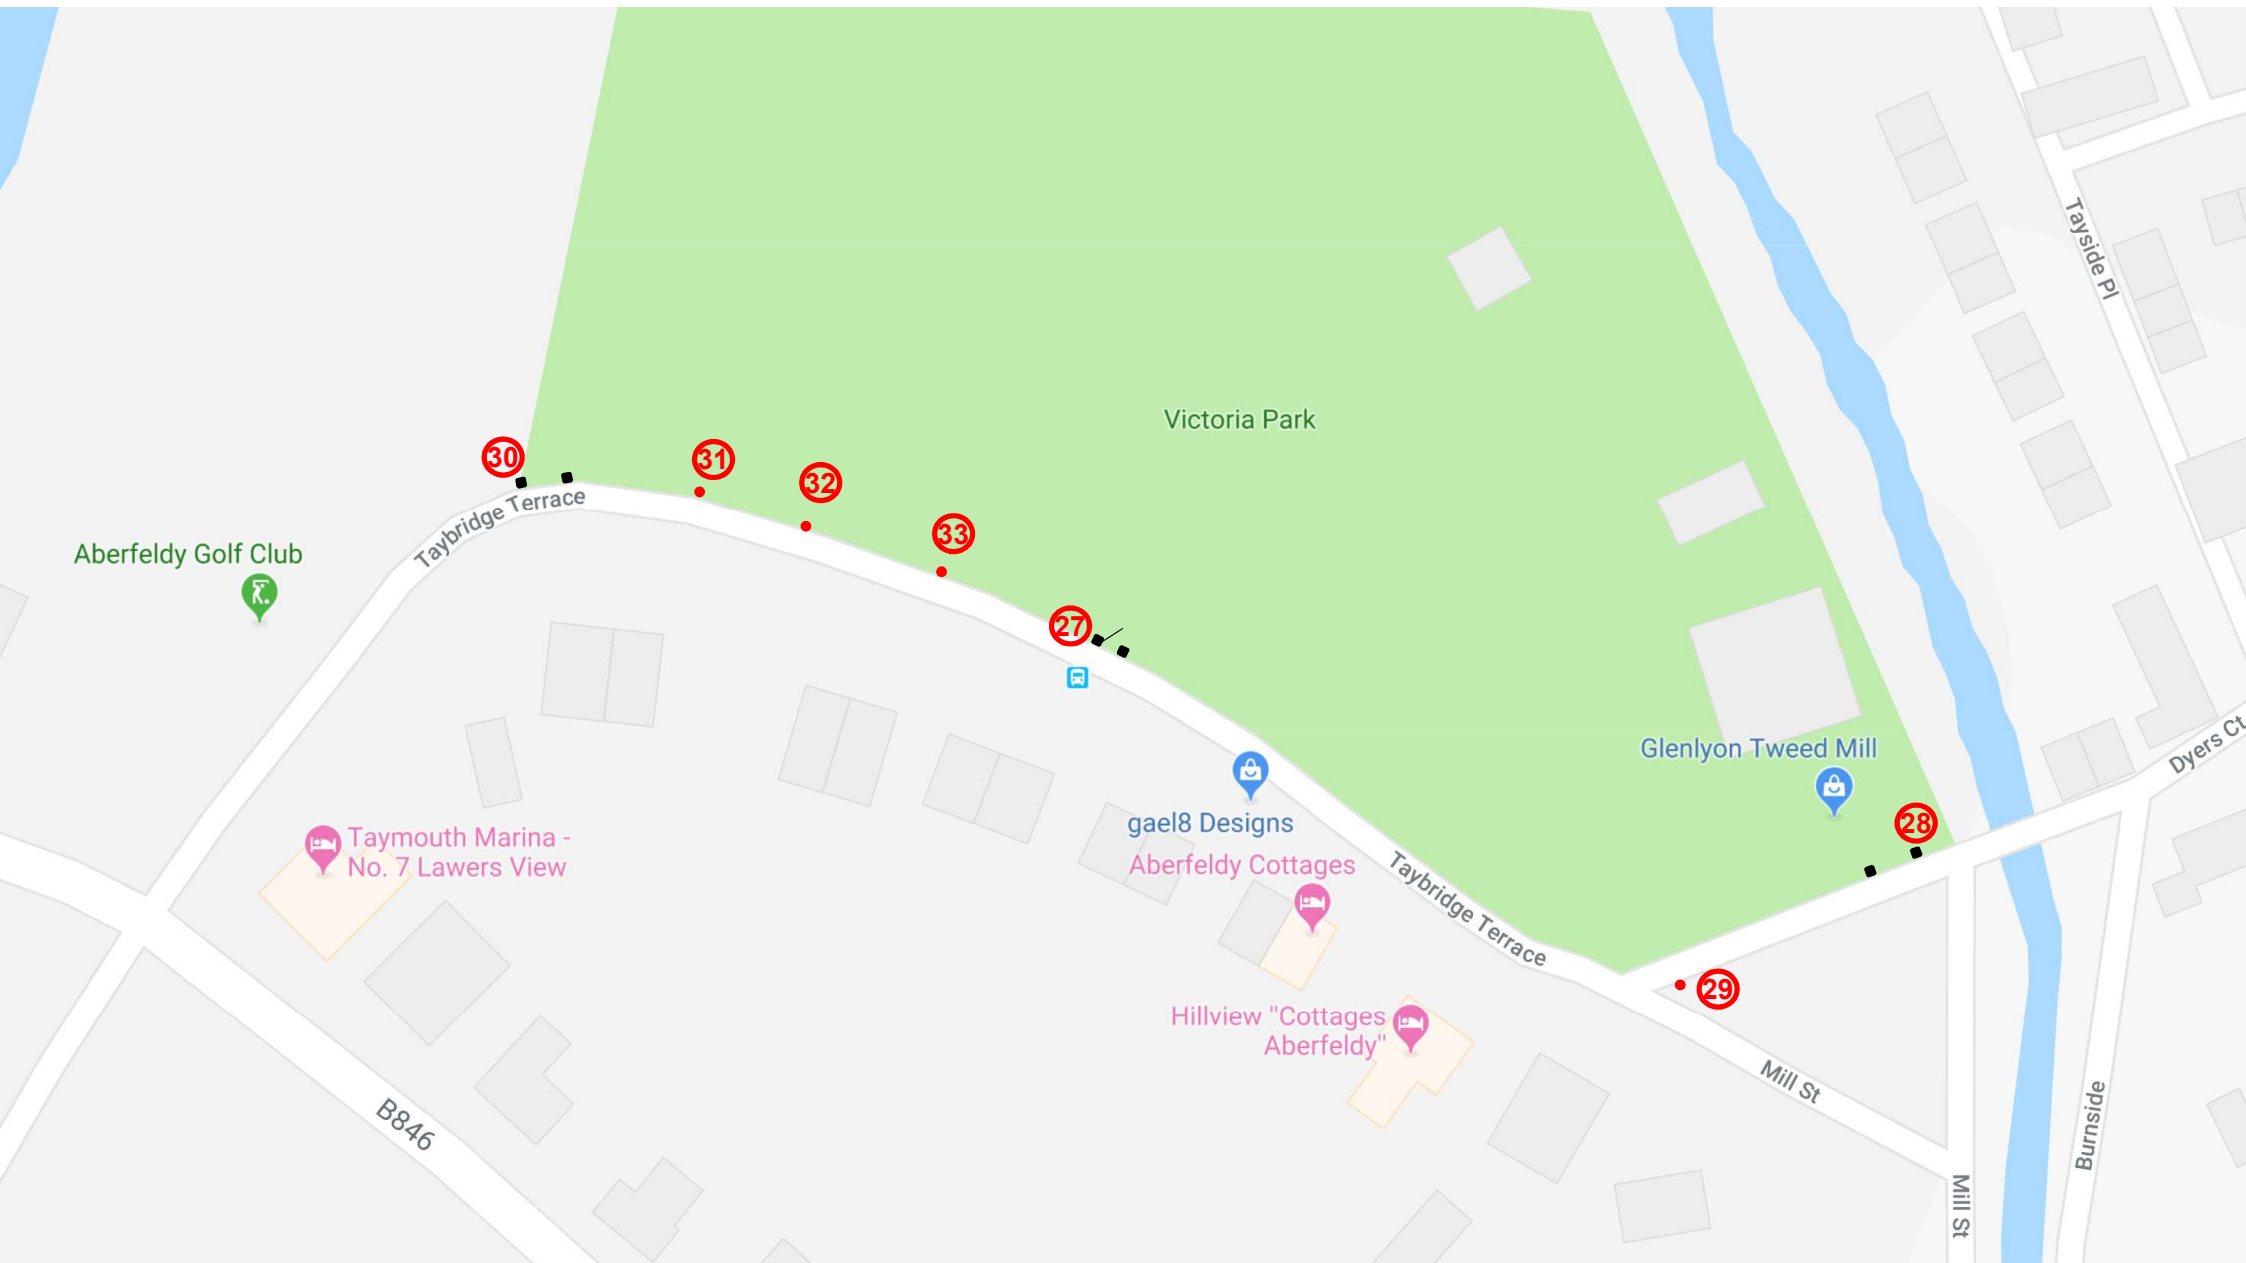 Tayside Pl
Victoria Park
30
31
32
33
Taybridge Terrace
Aberfeldy Golf Club
27
Glenlyon Tweed Mill
Dyers Ct
gael8 Designs
28
Taymouth Marina -
No. 7 Lawers View
Aberfeldy Cottages
Taybridge Terrace
29
Hillview "Cottages
Aberfeldy"
Mill St
B846
Burnside
Mill St